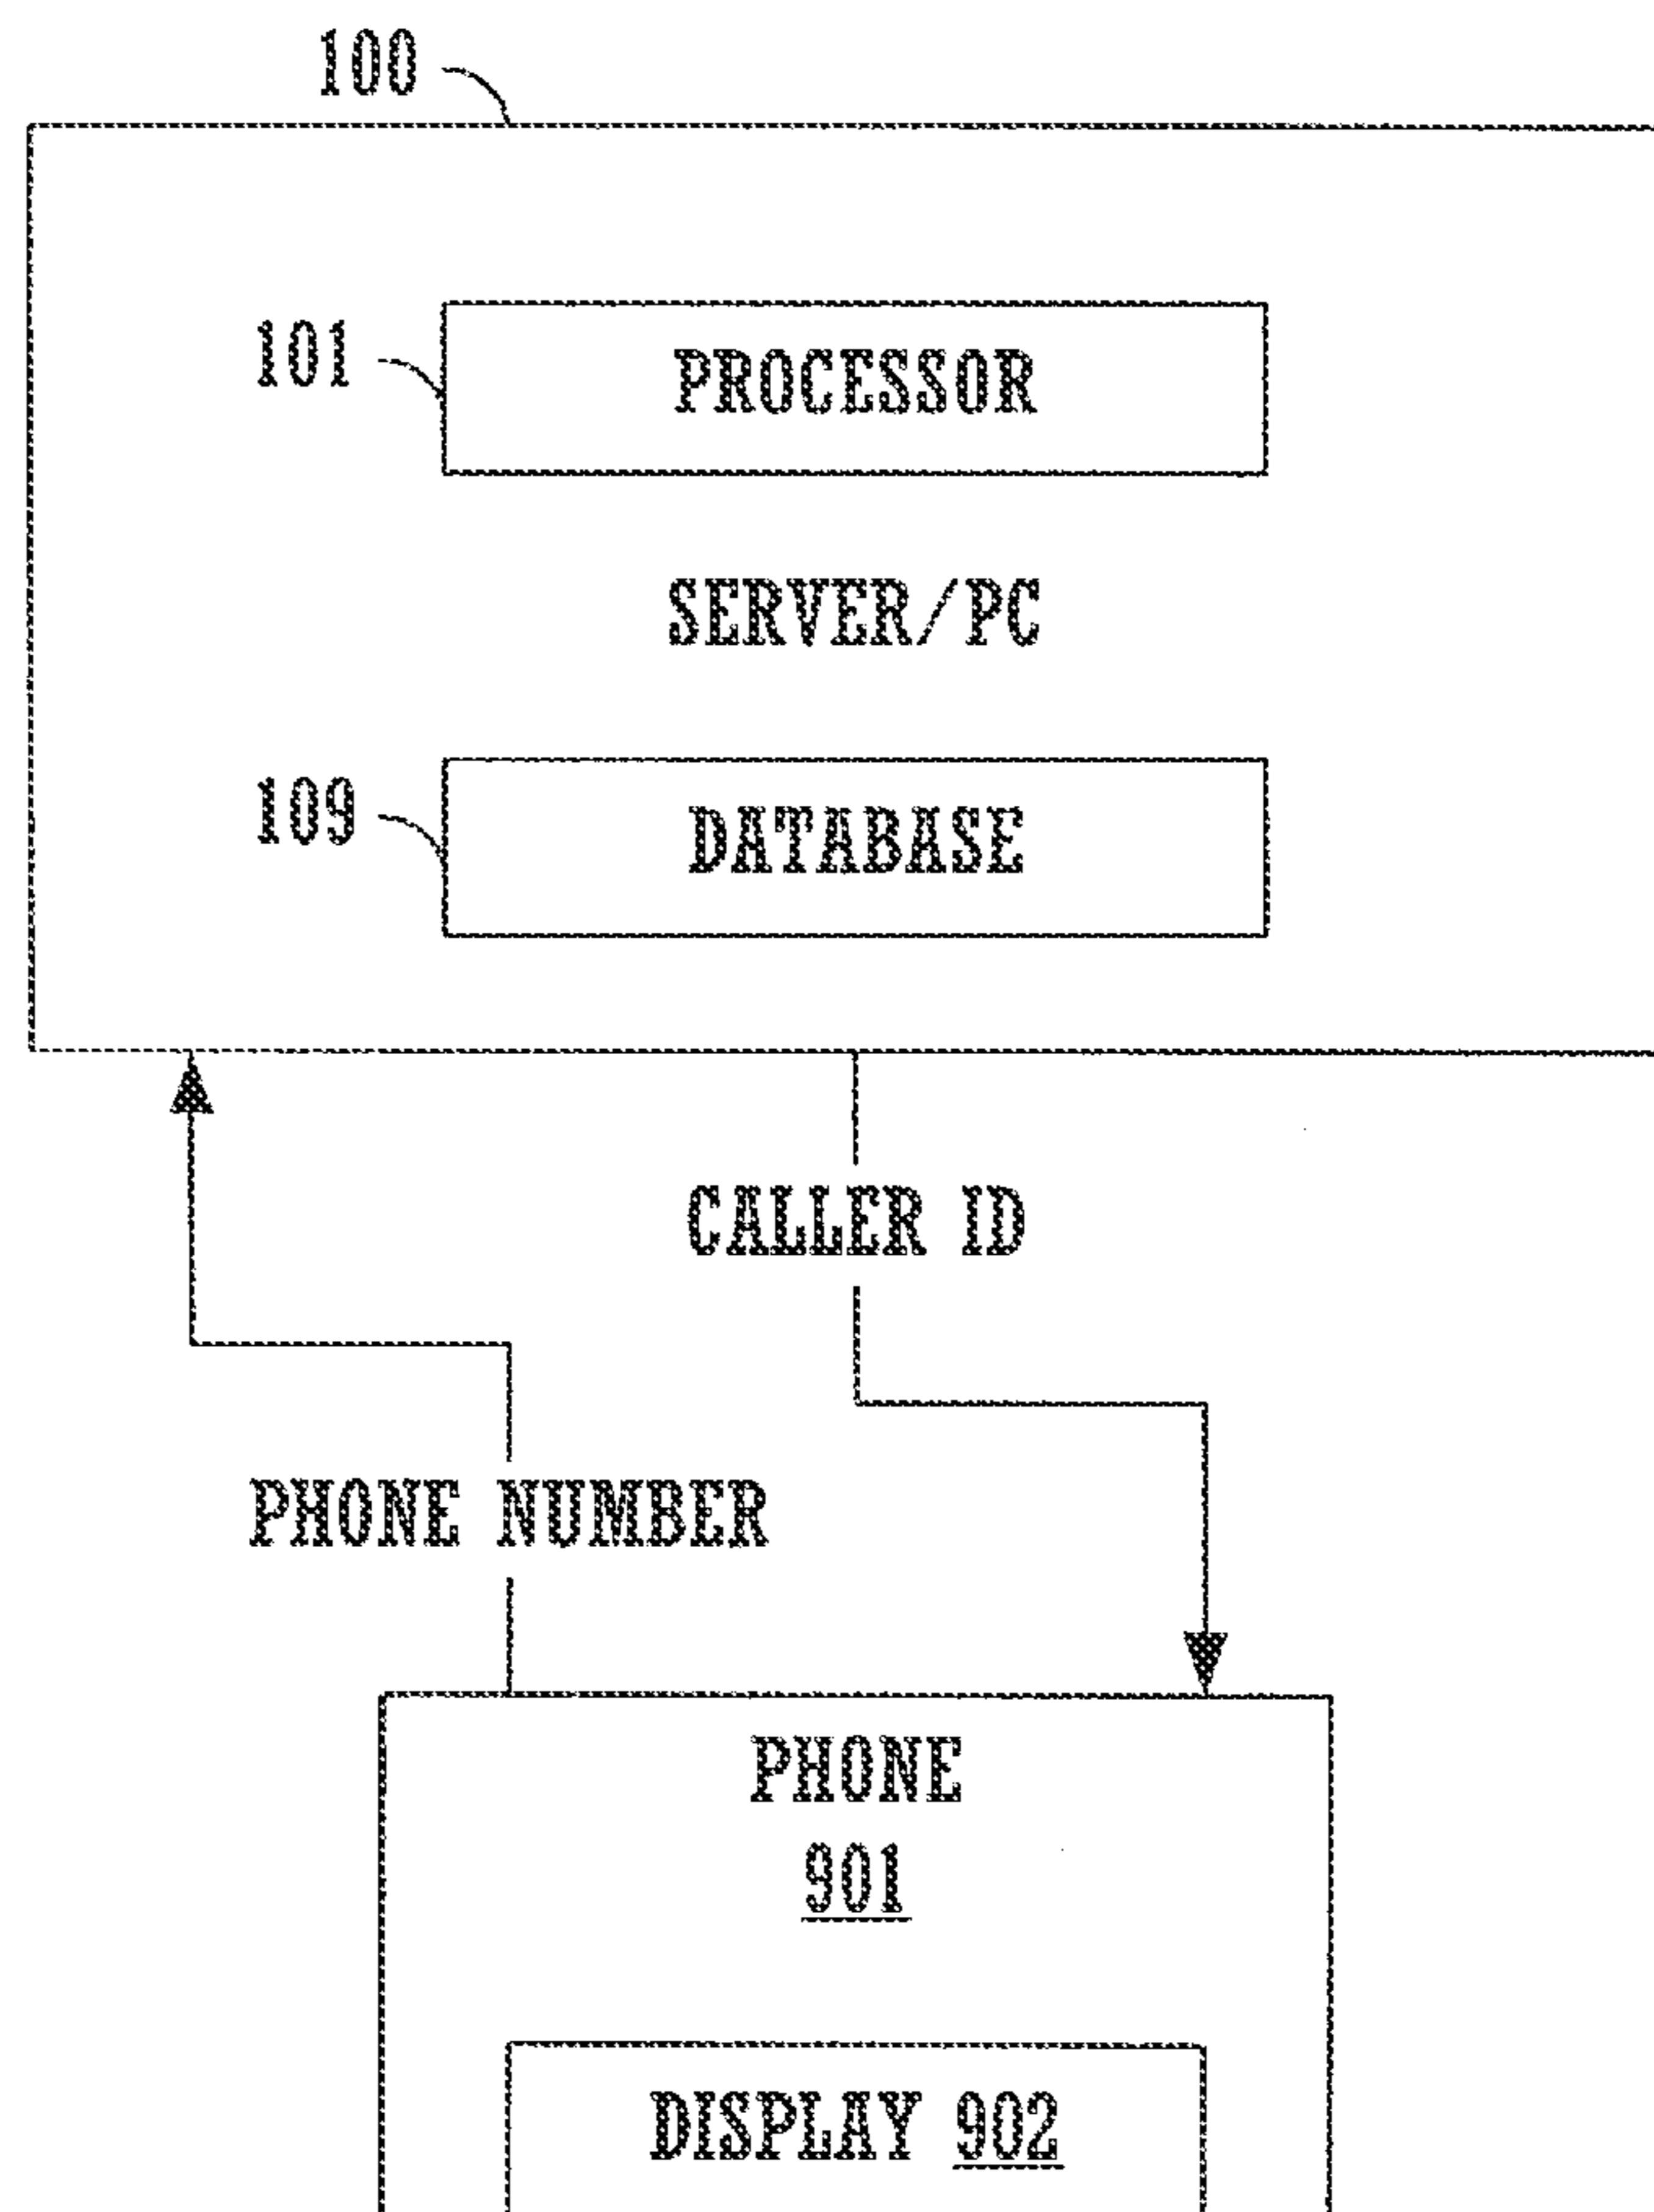 100
101
PROCESSOR
SERVER/PC
109
DATABASE
CALLER ID
PHONE NUMBER
PHONE
901
DISPLAY 902